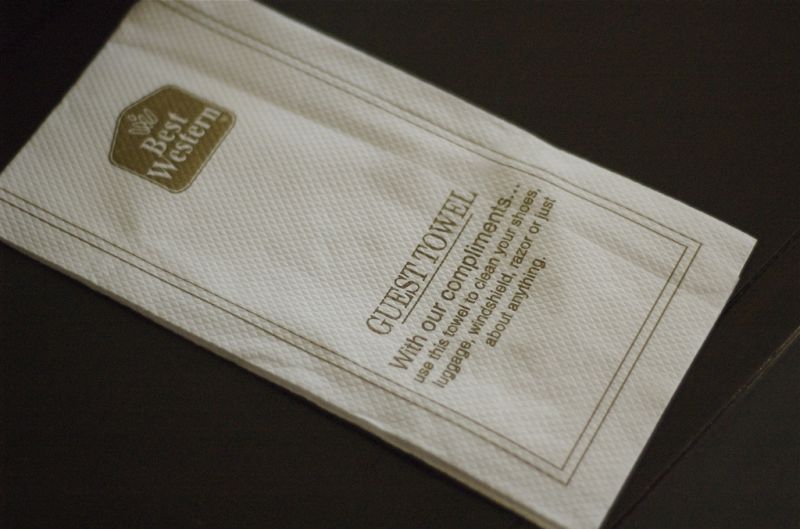 Best
Western
GUEST TOWEL
With our compliments...
use this towel to clean your shoes,
luggage, windshield, razor or just
about anything.